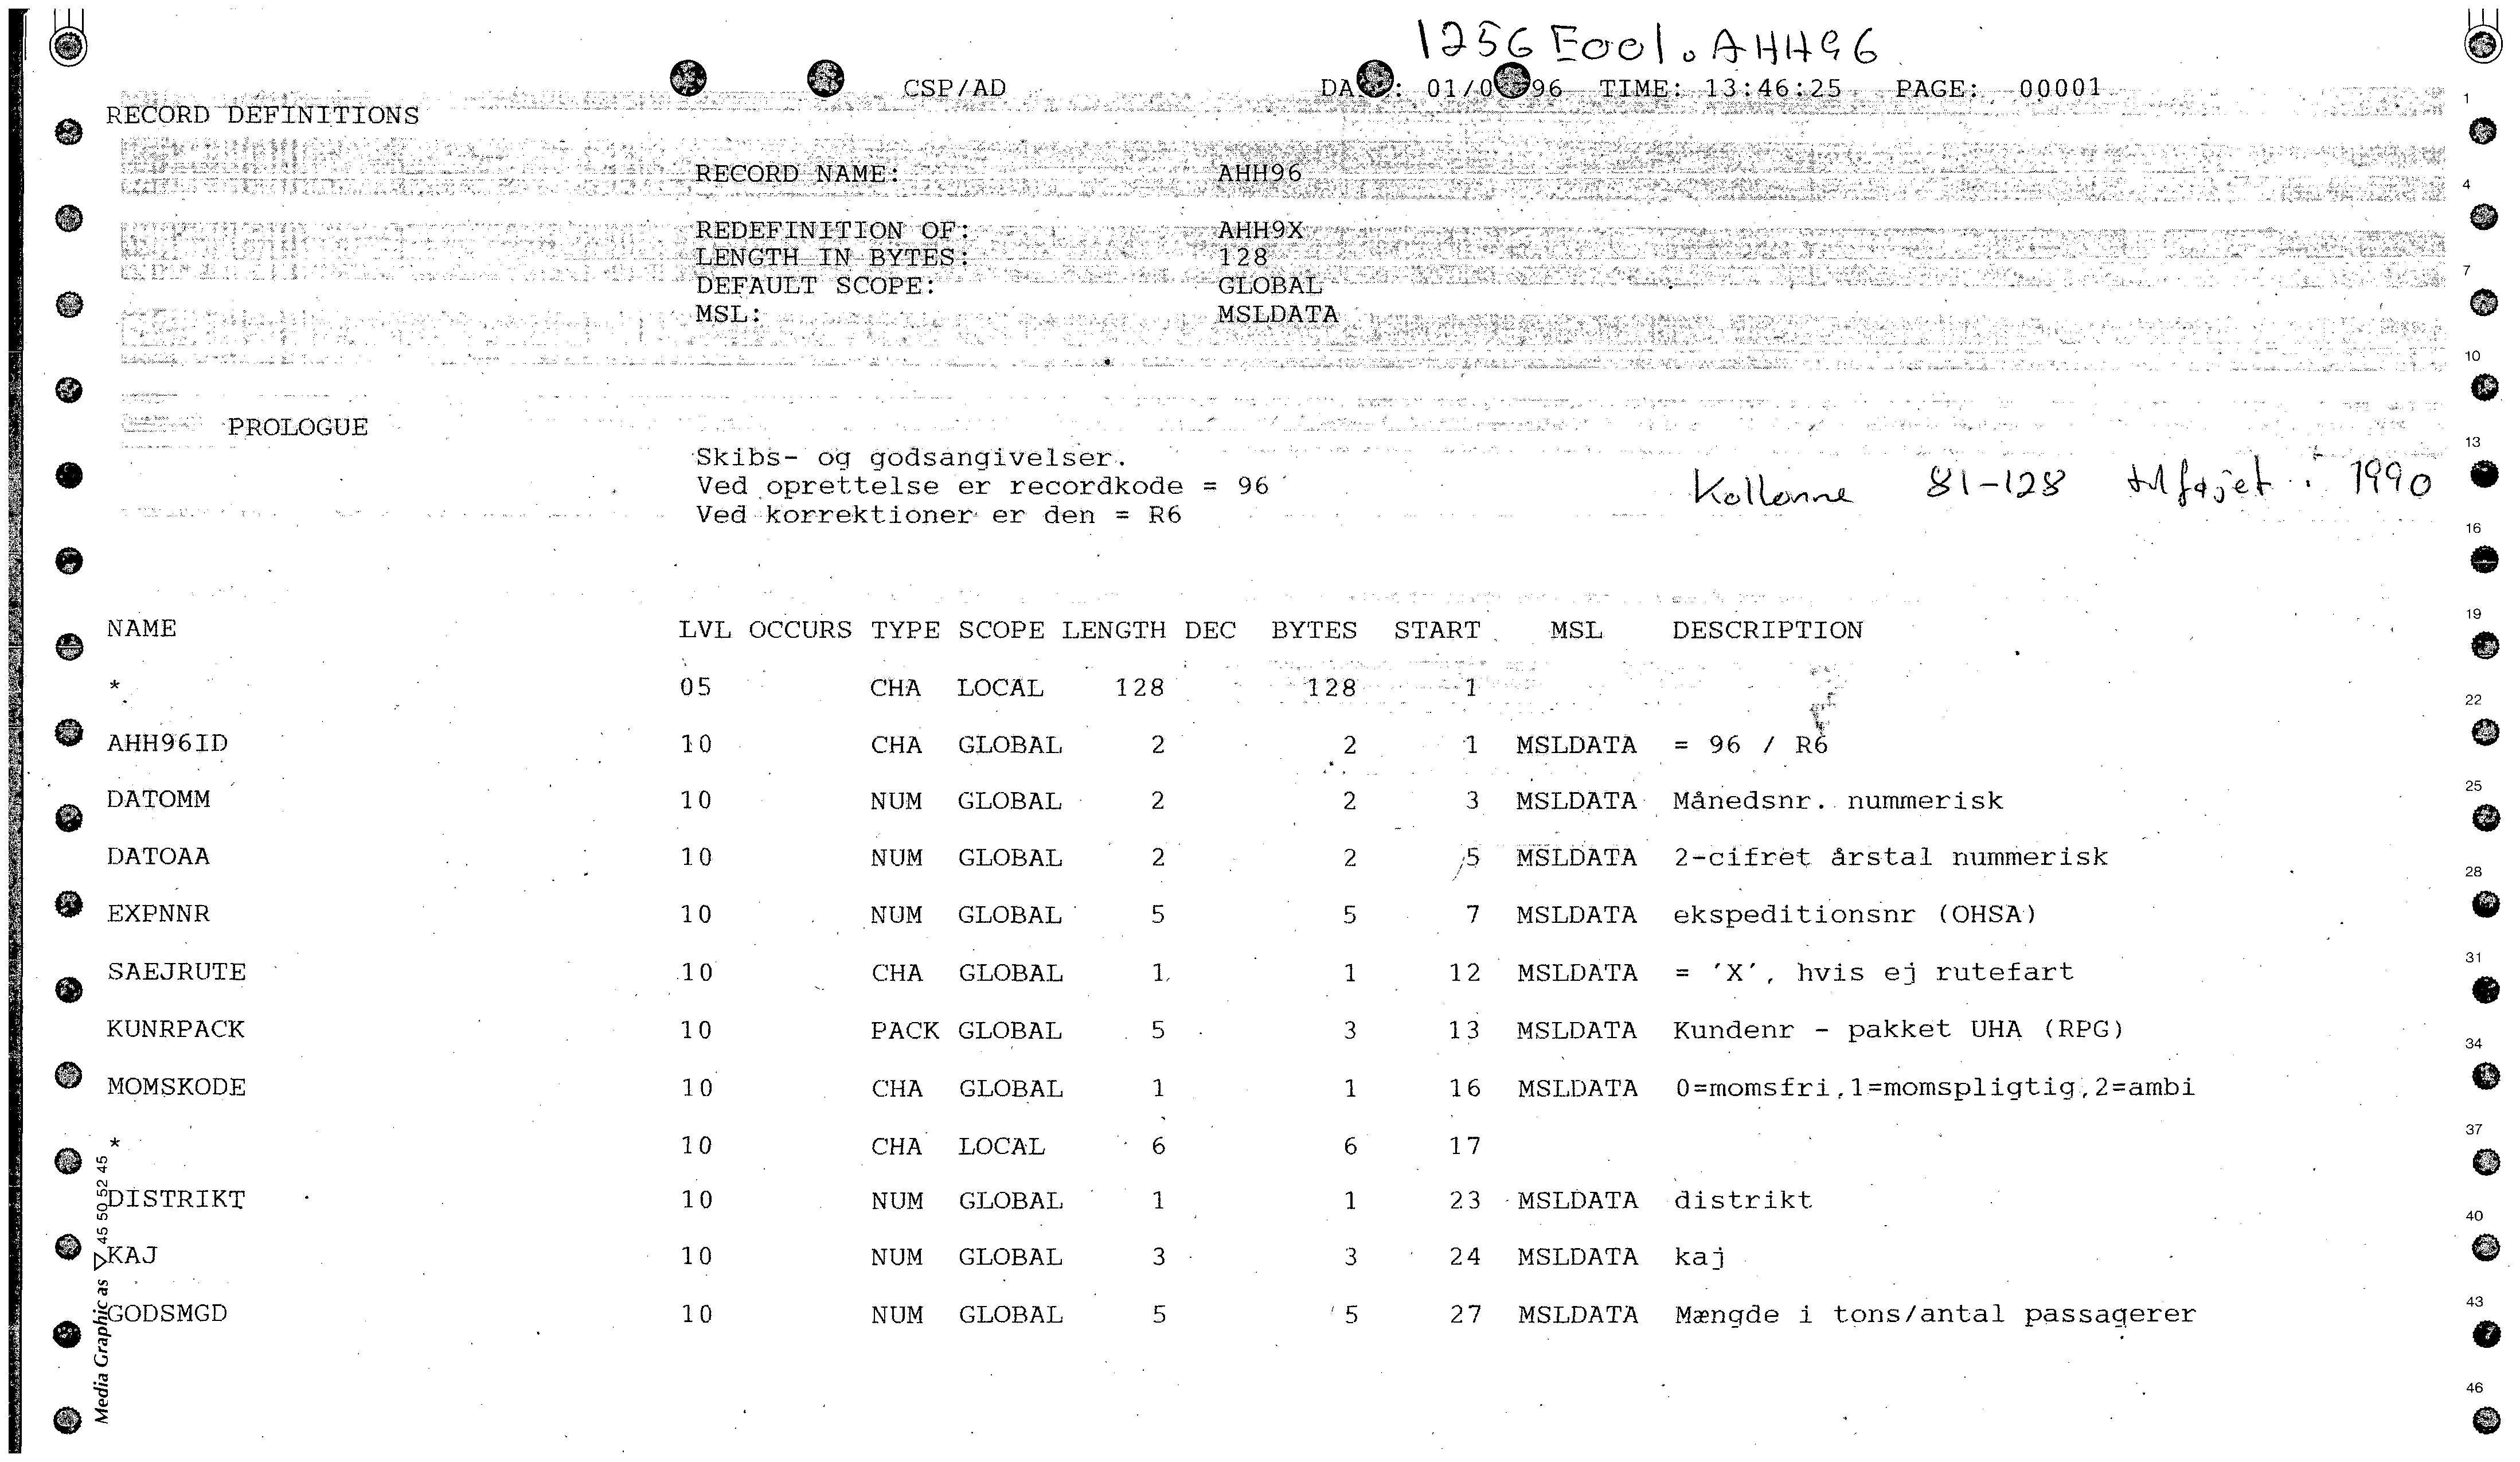 1256 E001.AHH96
CSP/AD DA : 01/0 96 TIME: 13:46:25 PAGE: 00001
RECORD DEFINITIONS
RECORD NAME: AHH96
REDEFINITION OF: AHH9X
LENGTH IN BYTES: 128
DEFAULT SCOPE: GLOBAL
MSL: MSLDATA
PROLOGUE
Skibs- og godsangivelser.
Ved oprettelse er recordkode = 96
Ved korrektioner er den = R6
Kollonne 81-128 tilføjet i 1990
NAME LVL OCCURS TYPE SCOPE LENGTH DEC BYTES START MSL DESCRIPTION
* 05 CHA LOCAL 128 128 1
AHH96ID 10 CHA GLOBAL 2 2 1 MSLDATA = 96 / R6
DATOMM 10 NUM GLOBAL 2 2 3 MSLDATA Månedsnr. nummerisk
DATOAA 10 NUM GLOBAL 2 2 5 MSLDATA 2-cifret årstal nummerisk
EXPNNR 10 NUM GLOBAL 5 5 7 MSLDATA ekspeditionsnr (OHSA)
SAEJRUTE 10 CHA GLOBAL 1 1 12 MSLDATA = 'X', hvis ej rutefart
KUNRPACK 10 PACK GLOBAL 5 3 13 MSLDATA Kundenr - pakket UHA (RPG)
MOMSKODE 10 CHA GLOBAL 1 1 16 MSLDATA 0=momsfri,1=momspligtig,2=ambi
* 10 CHA LOCAL 6 6 17
DISTRIKT 10 NUM GLOBAL 1 1 23 MSLDATA distrikt
KAJ 10 NUM GLOBAL 3 3 24 MSLDATA kaj
GODSMGD 10 NUM GLOBAL 5 5 27 MSLDATA Mængde i tons/antal passagerer
Media Graphic as 45 50 52 45
1
4
7
10
13
16
19
22
25
28
31
34
37
40
43
46